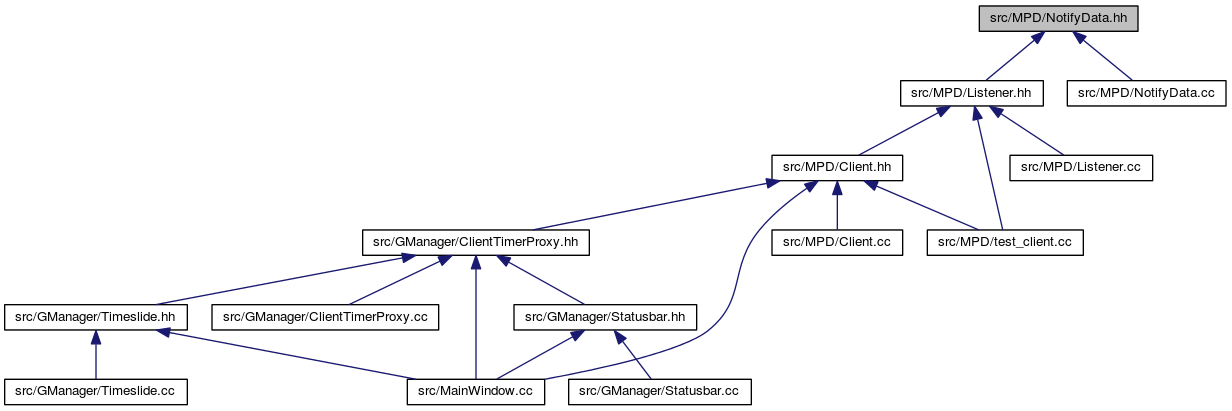 src/MPD/NotifyData.hh
src/MPD/Listener.hh
src/MPD/NotifyData.cc
src/MPD/Client.hh
src/MPD/Listener.cc
src/GManager/ClientTimerProxy.hh
src/MPD/Client.cc
src/MPD/test_client.cc
src/GManager/Timeslide.hh
src/GManager/ClientTimerProxy.cc
src/GManager/Statusbar.hh
src/GManager/Timeslide.cc
src/MainWindow.cc
src/GManager/Statusbar.cc